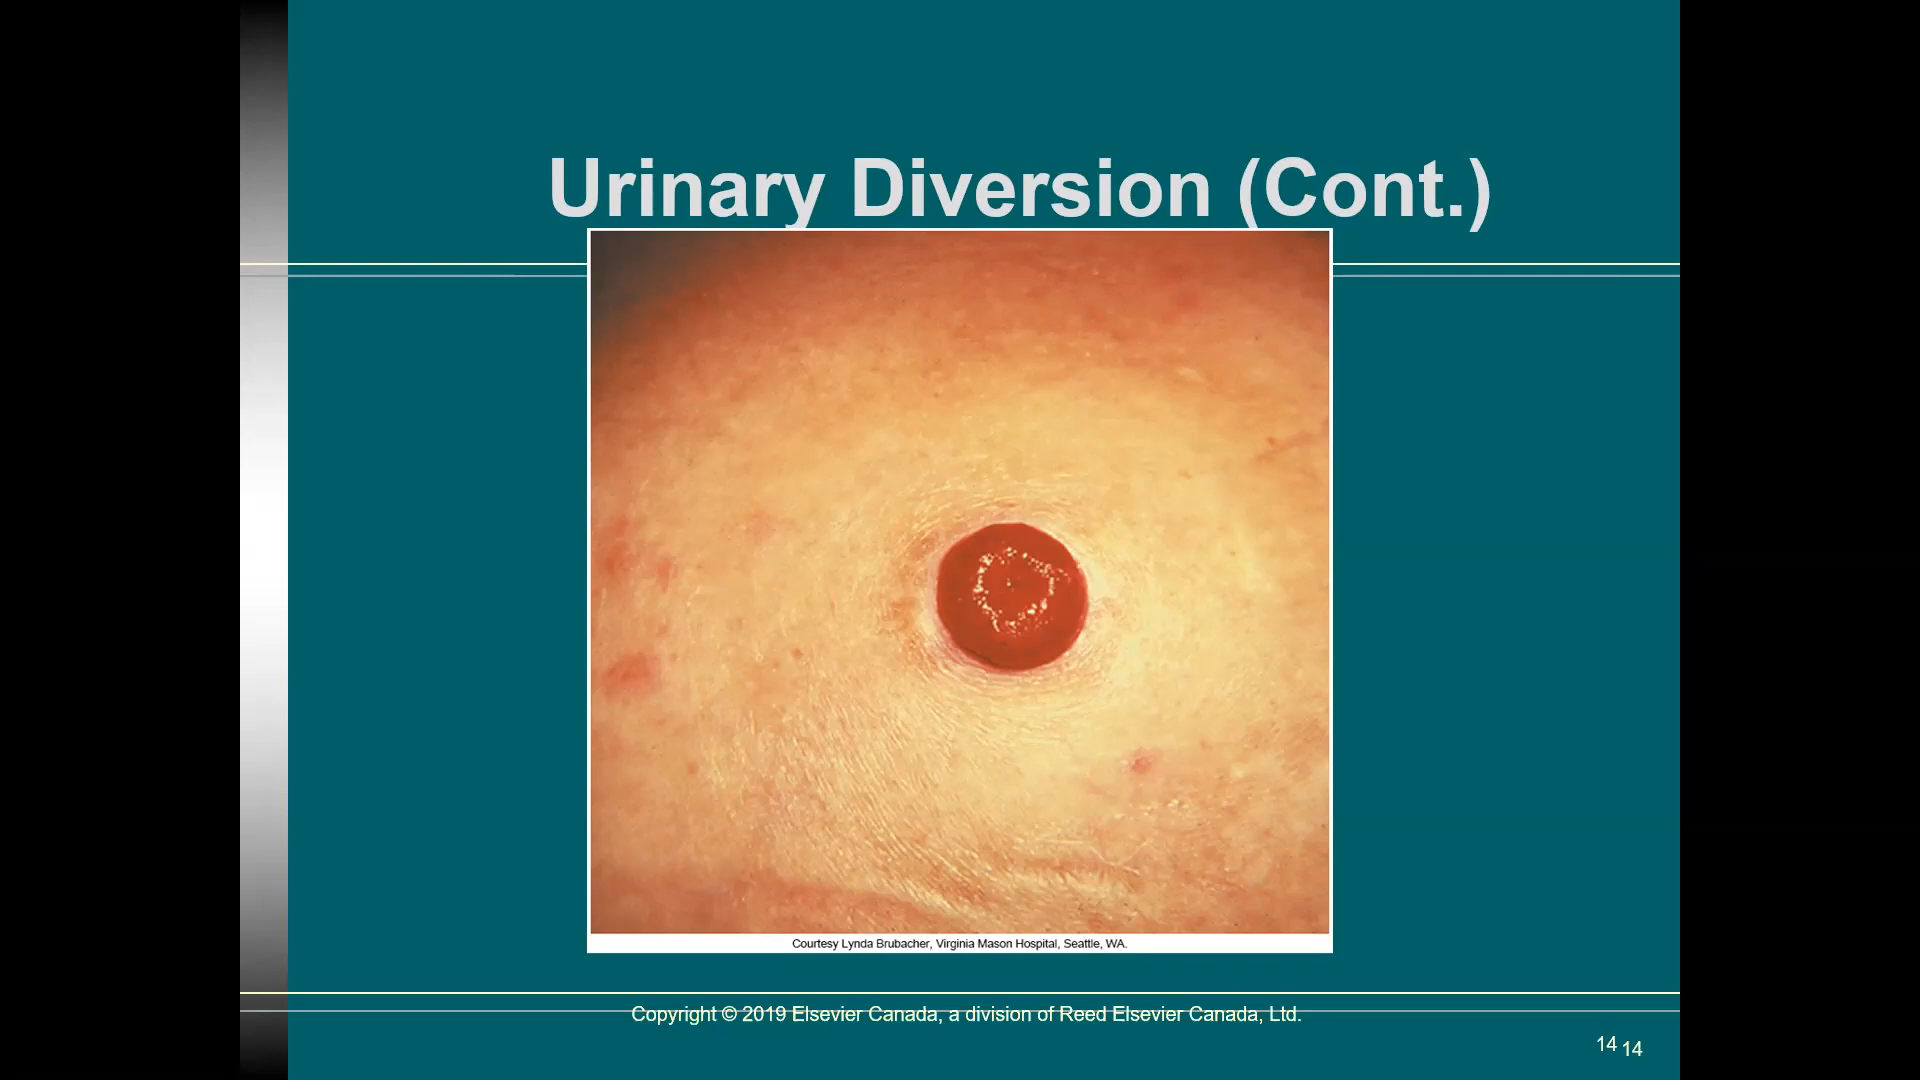 Urinary Diversion (Cont.)
Courtesy Lynda Brubacher, Virginia Mason Hospital, Seattle, WA.
Copyright © 2019 Elsevier Canada, a division of Reed Elsevier Canada, Ltd.
14 14